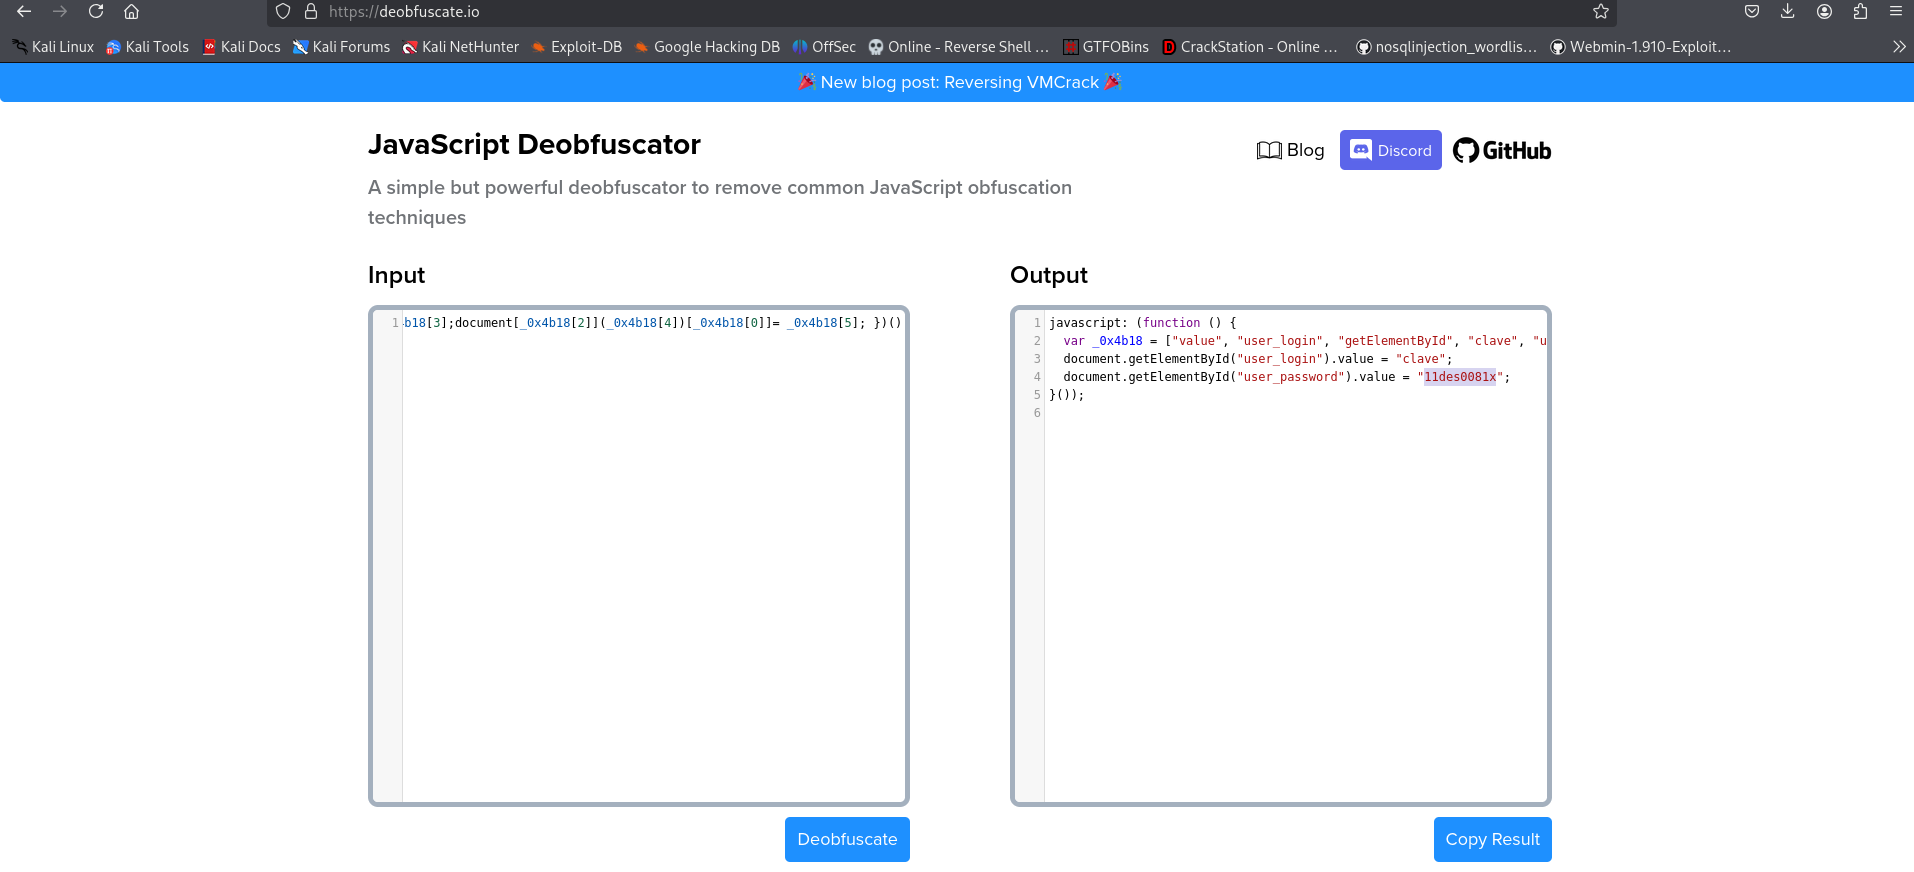 https://deobfuscate.io
Kali Linux Kali Tools Kali Docs Kali Forums Kali NetHunter Exploit-DB Google Hacking DB OffSec Online - Reverse Shell ... GTFOBins CrackStation - Online ... nosqlinjection_wordlis... Webmin-1.910-Exploit...
🎉 New blog post: Reversing VMCrack 🎉
JavaScript Deobfuscator
Blog Discord GitHub
A simple but powerful deobfuscator to remove common JavaScript obfuscation
techniques
Input
1 b18[3];document[_0x4b18[2]](_0x4b18[4])[_0x4b18[0]]= _0x4b18[5]; })()
Deobfuscate
Output
1 javascript: (function () {
2 var _0x4b18 = ["value", "user_login", "getElementById", "clave", "u
3 document.getElementById("user_login").value = "clave";
4 document.getElementById("user_password").value = "11des0081x";
5 }());
6
Copy Result